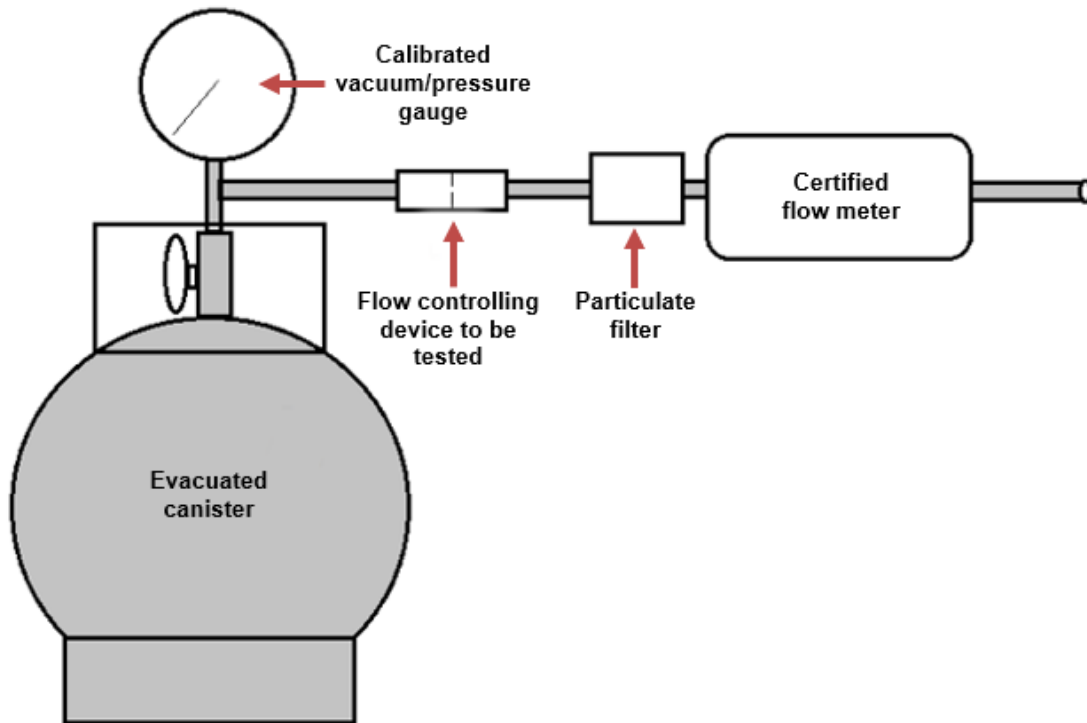 Calibrated
vacuum/pressure
gauge
Certified
flow meter
Flow controlling
device to be
tested
Particulate
filter
Evacuated
canister